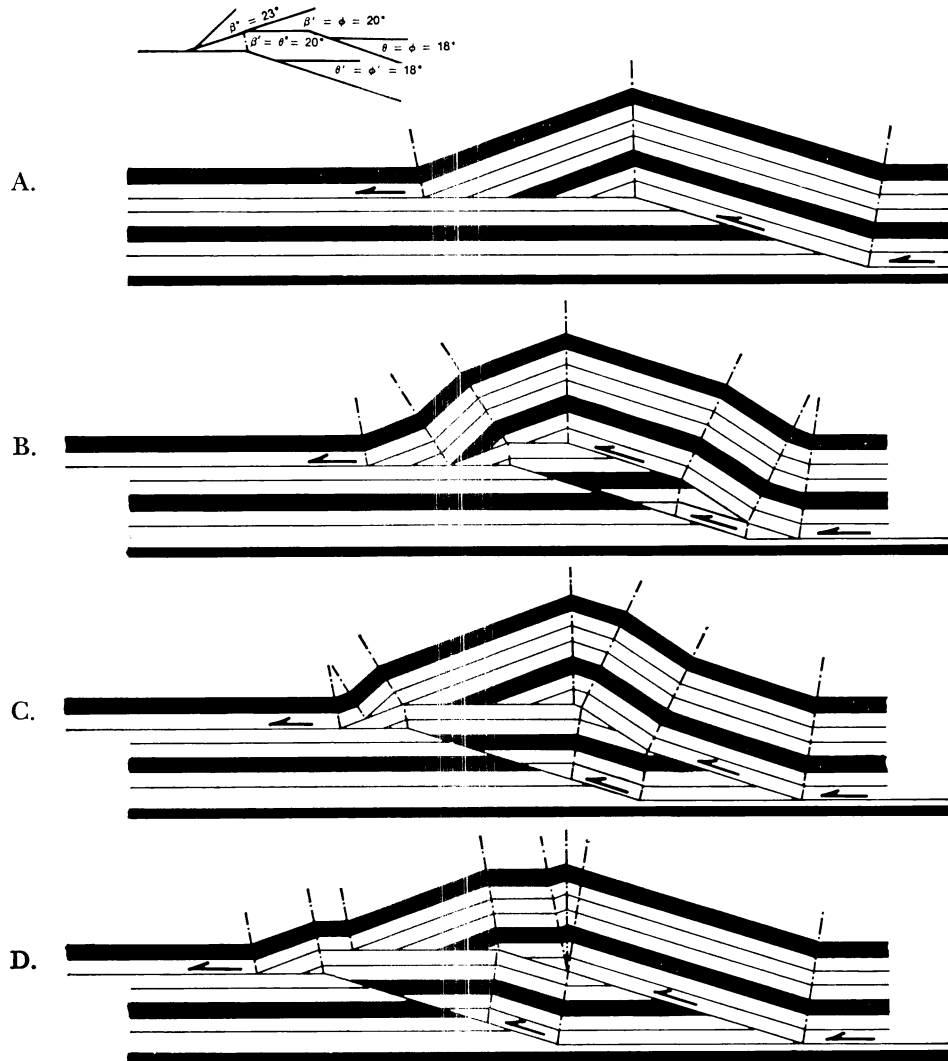 β" = 23°
β' = φ = 20°
β' = θ" = 20°
θ = φ = 18°
θ' = φ' = 18°
A.
B.
C.
D.